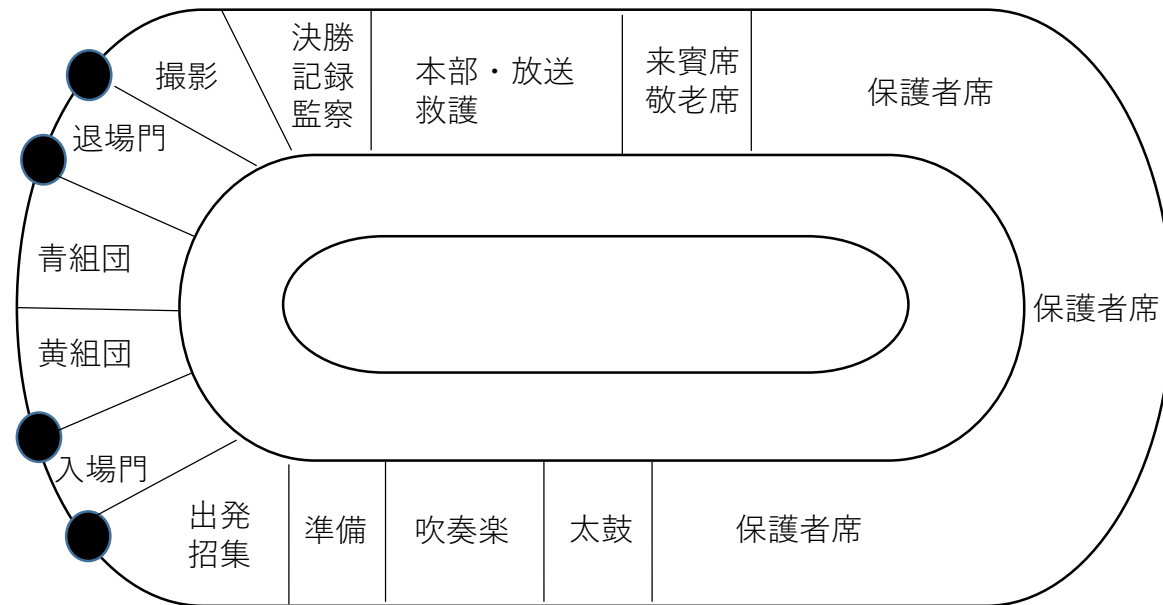 撮影
決勝
記録
監察
本部・放送
救護
来賓席
敬老席
保護者席
退場門
青組団
黄組団
入場門
保護者席
出発
招集
準備
吹奏楽
太鼓
保護者席